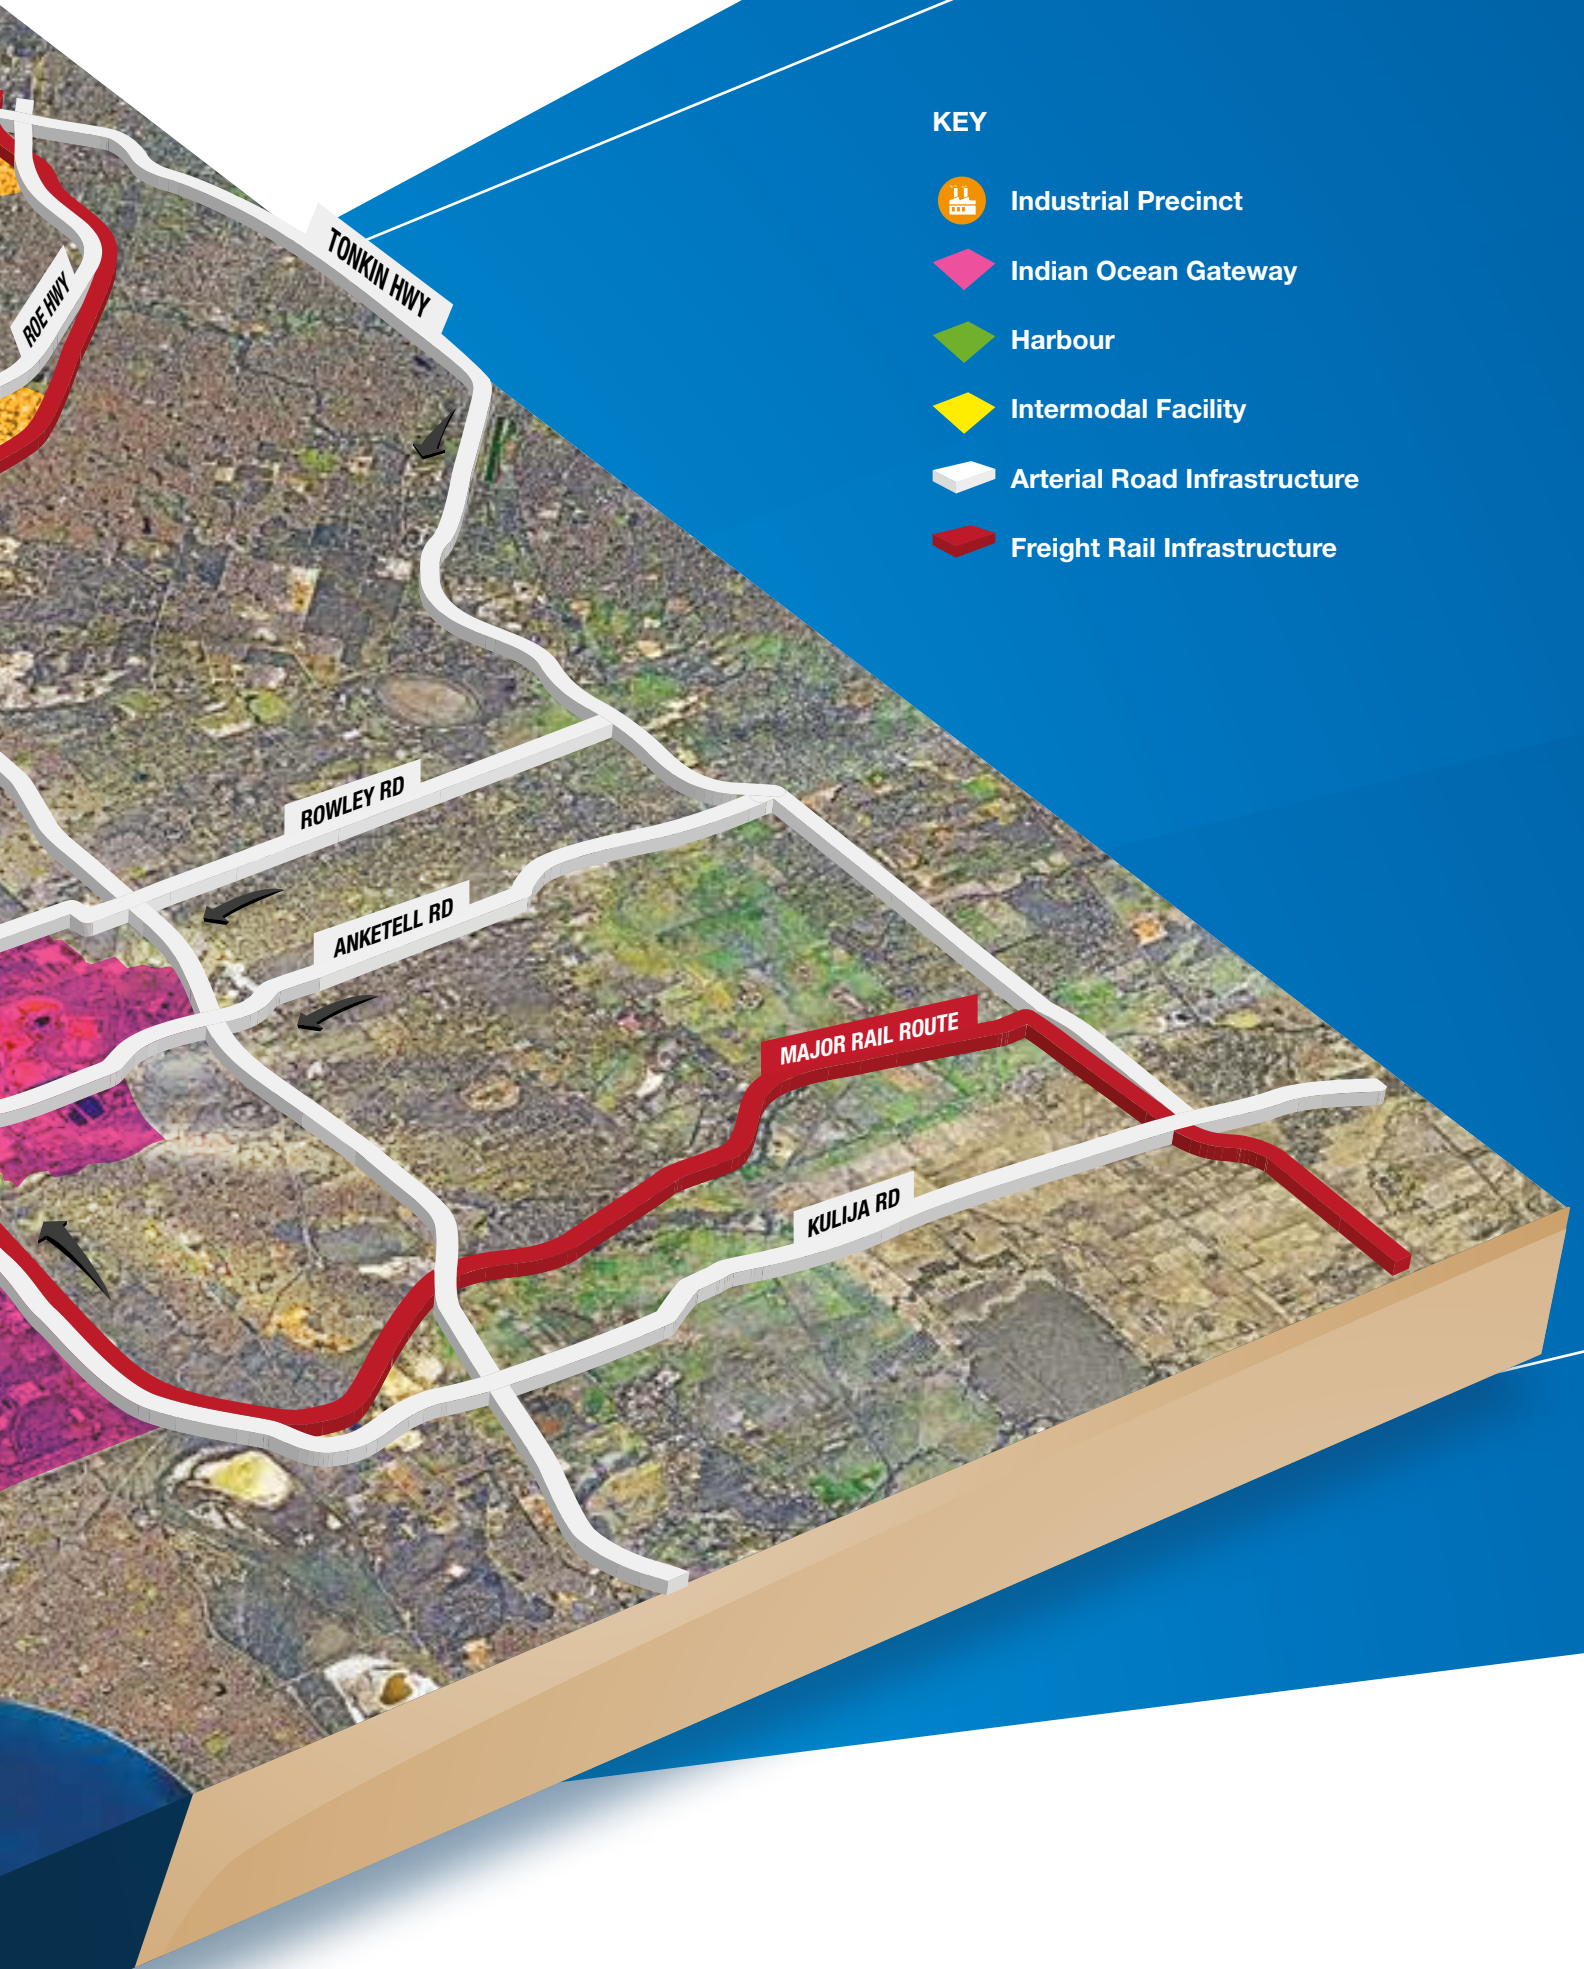 KEY
Industrial Precinct
Indian Ocean Gateway
Harbour
Intermodal Facility
Arterial Road Infrastructure
Freight Rail Infrastructure
TONKIN HWY
ROE HWY
ROWLEY RD
ANKETELL RD
MAJOR RAIL ROUTE
KULIJA RD